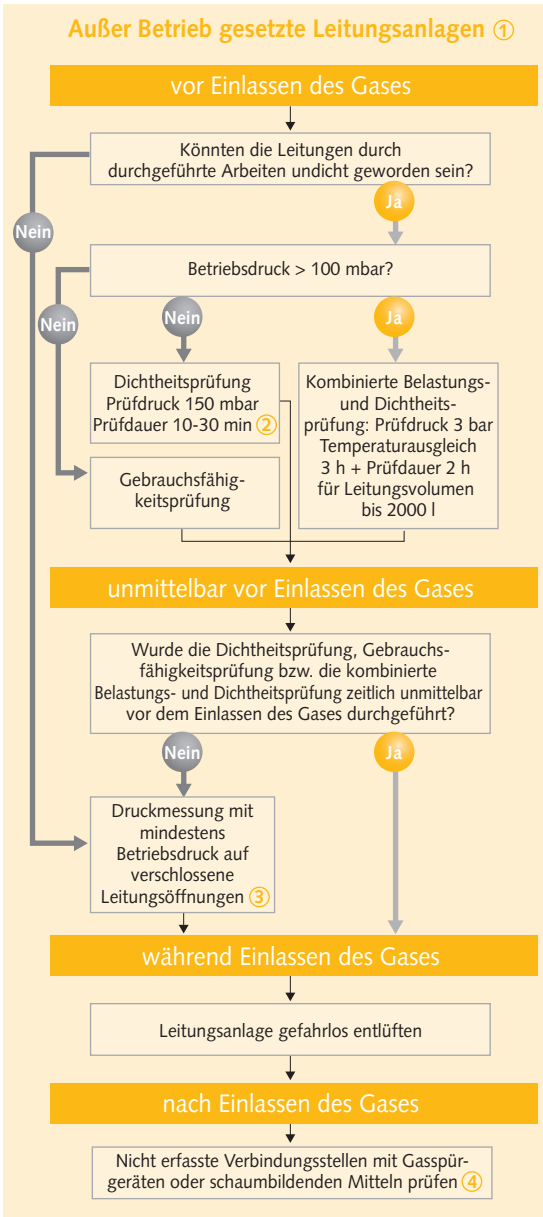 Außer Betrieb gesetzte Leitungsanlagen ①
vor Einlassen des Gases
Könnten die Leitungen durch
durchgeführte Arbeiten undicht geworden sein?
Nein
Ja
Betriebsdruck > 100 mbar?
Nein
Nein
Ja
Dichtheitsprüfung
Prüfdruck 150 mbar
Prüfdauer 10-30 min ②
Gebrauchsfähig-
keitsprüfung
Kombinierte Belastungs-
und Dichtheits-
prüfung: Prüfdruck 3 bar
Temperaturausgleich
3 h + Prüfdauer 2 h
für Leitungsvolumen
bis 2000 l
unmittelbar vor Einlassen des Gases
Wurde die Dichtheitsprüfung, Gebrauchs-
fähigkeitsprüfung bzw. die kombinierte
Belastungs- und Dichtheitsprüfung zeitlich unmittelbar
vor dem Einlassen des Gases durchgeführt?
Nein
Ja
Druckmessung mit
mindestens
Betriebsdruck auf
verschlossene
Leitungsöffnungen ③
während Einlassen des Gases
Leitungsanlage gefahrlos entlüften
nach Einlassen des Gases
Nicht erfasste Verbindungsstellen mit Gasspür-
geräten oder schaumbildenden Mitteln prüfen ④